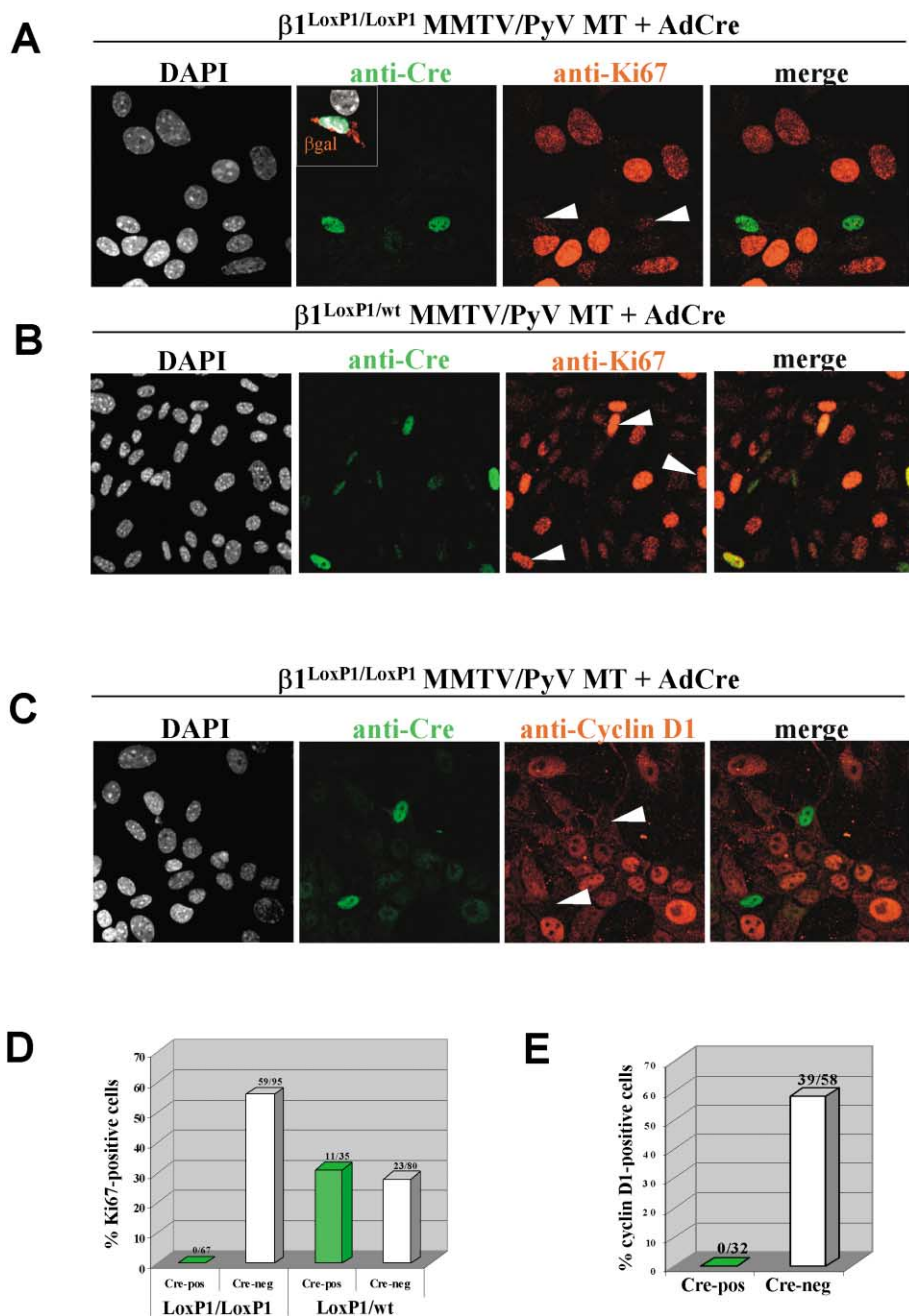 A
β1LoxP1/LoxP1 MMTV/PyV MT + AdCre
DAPI anti-Cre anti-Ki67 merge
βgal
B
β1LoxP1/wt MMTV/PyV MT + AdCre
DAPI anti-Cre anti-Ki67 merge
C
β1LoxP1/LoxP1 MMTV/PyV MT + AdCre
DAPI anti-Cre anti-Cyclin D1 merge
D
% Ki67-positive cells
70
60
50
40
30
20
10
0
0/67
59/95
11/35
23/80
Cre-pos Cre-neg Cre-pos Cre-neg
LoxP1/LoxP1 LoxP1/wt
E
% cyclin D1-positive cells
70
60
50
40
30
20
10
0
0/32
39/58
Cre-pos Cre-neg